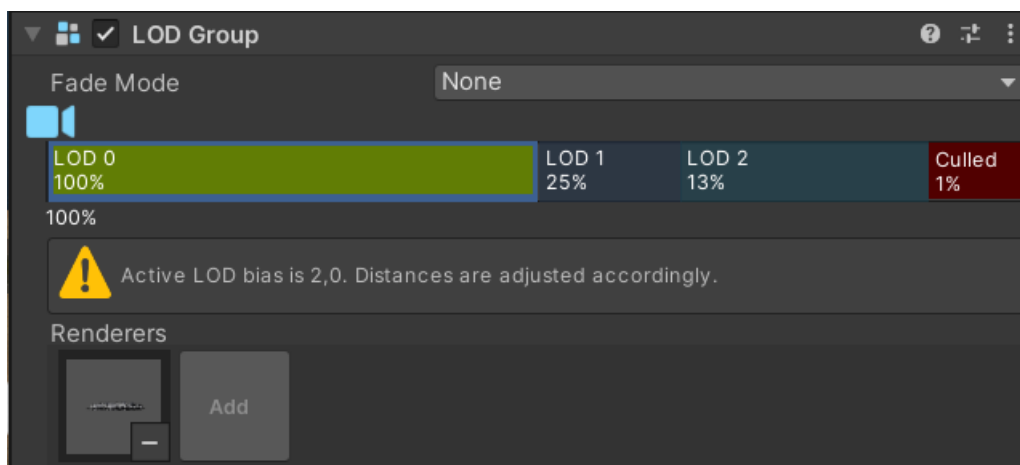 LOD Group
Fade Mode
None
LOD 0
100%
LOD 1
25%
LOD 2
13%
Culled
1%
100%
Active LOD bias is 2,0. Distances are adjusted accordingly.
Renderers
Add